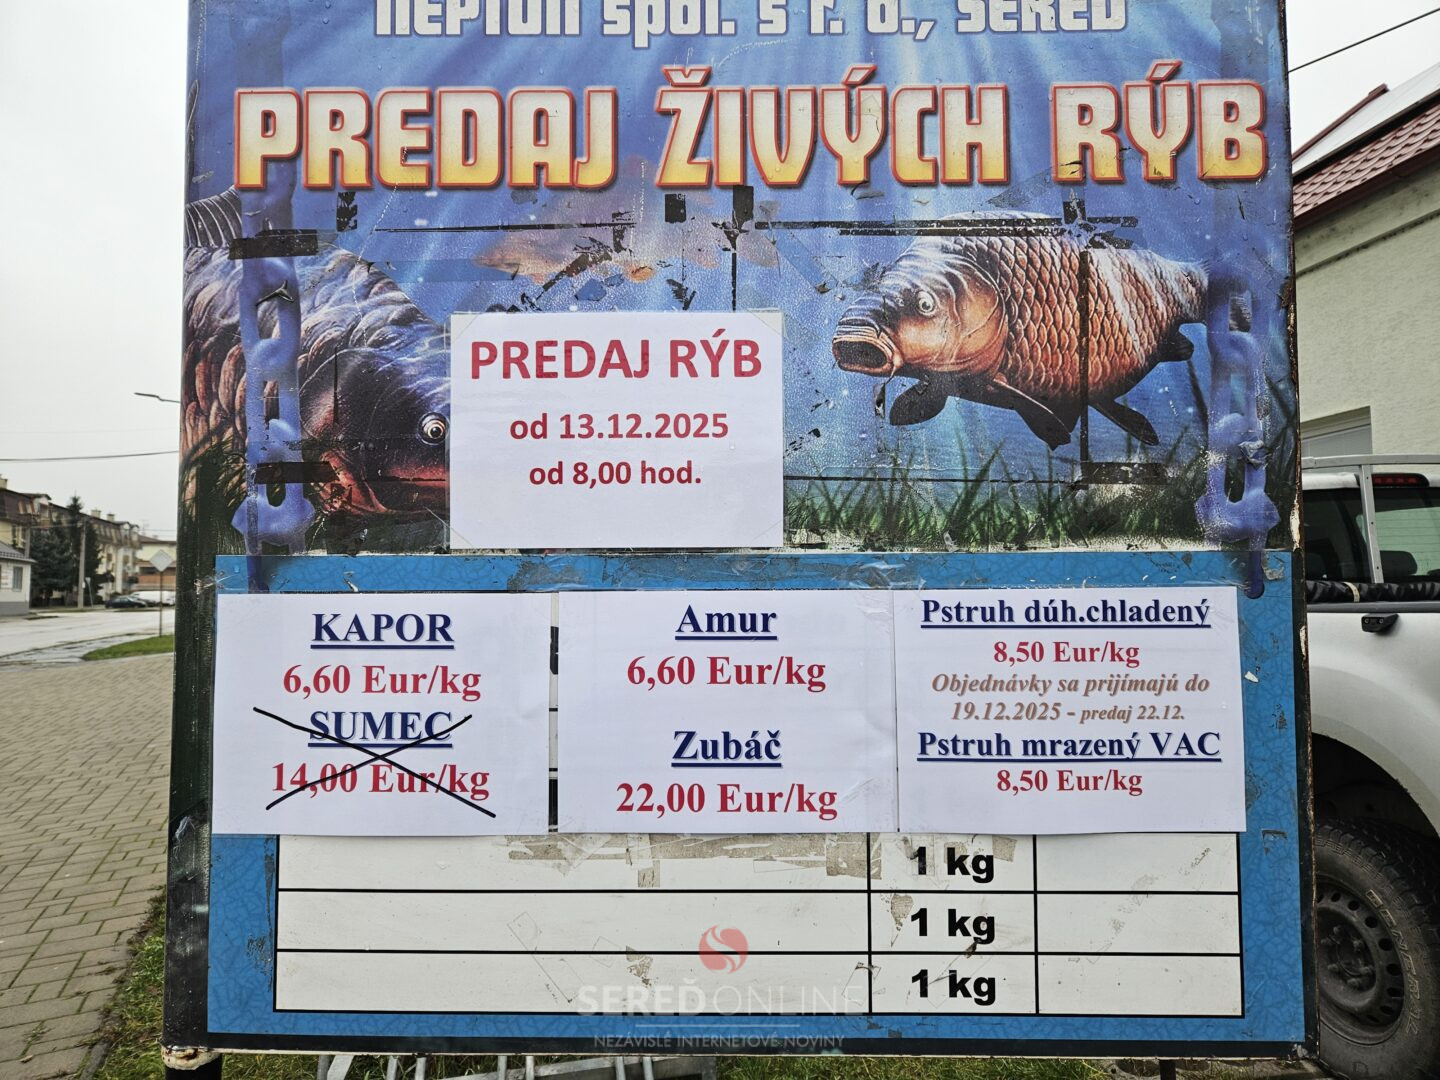 NEPTUN spol. s r. o., SEREĎ
PREDAJ ŽIVÝCH RÝB
PREDAJ RÝB
od 13.12.2025
od 8,00 hod.
KAPOR
6,60 Eur/kg
SUMEC
14,00 Eur/kg
Amur
6,60 Eur/kg
Zubáč
22,00 Eur/kg
Pstruh dúh.chladený
8,50 Eur/kg
Objednávky sa prijímajú do
19.12.2025 - predaj 22.12.
Pstruh mrazený VAC
8,50 Eur/kg
1 kg
1 kg
1 kg
SEREĎONLINE
NEZÁVISLÉ INTERNETOVÉ NOVINY